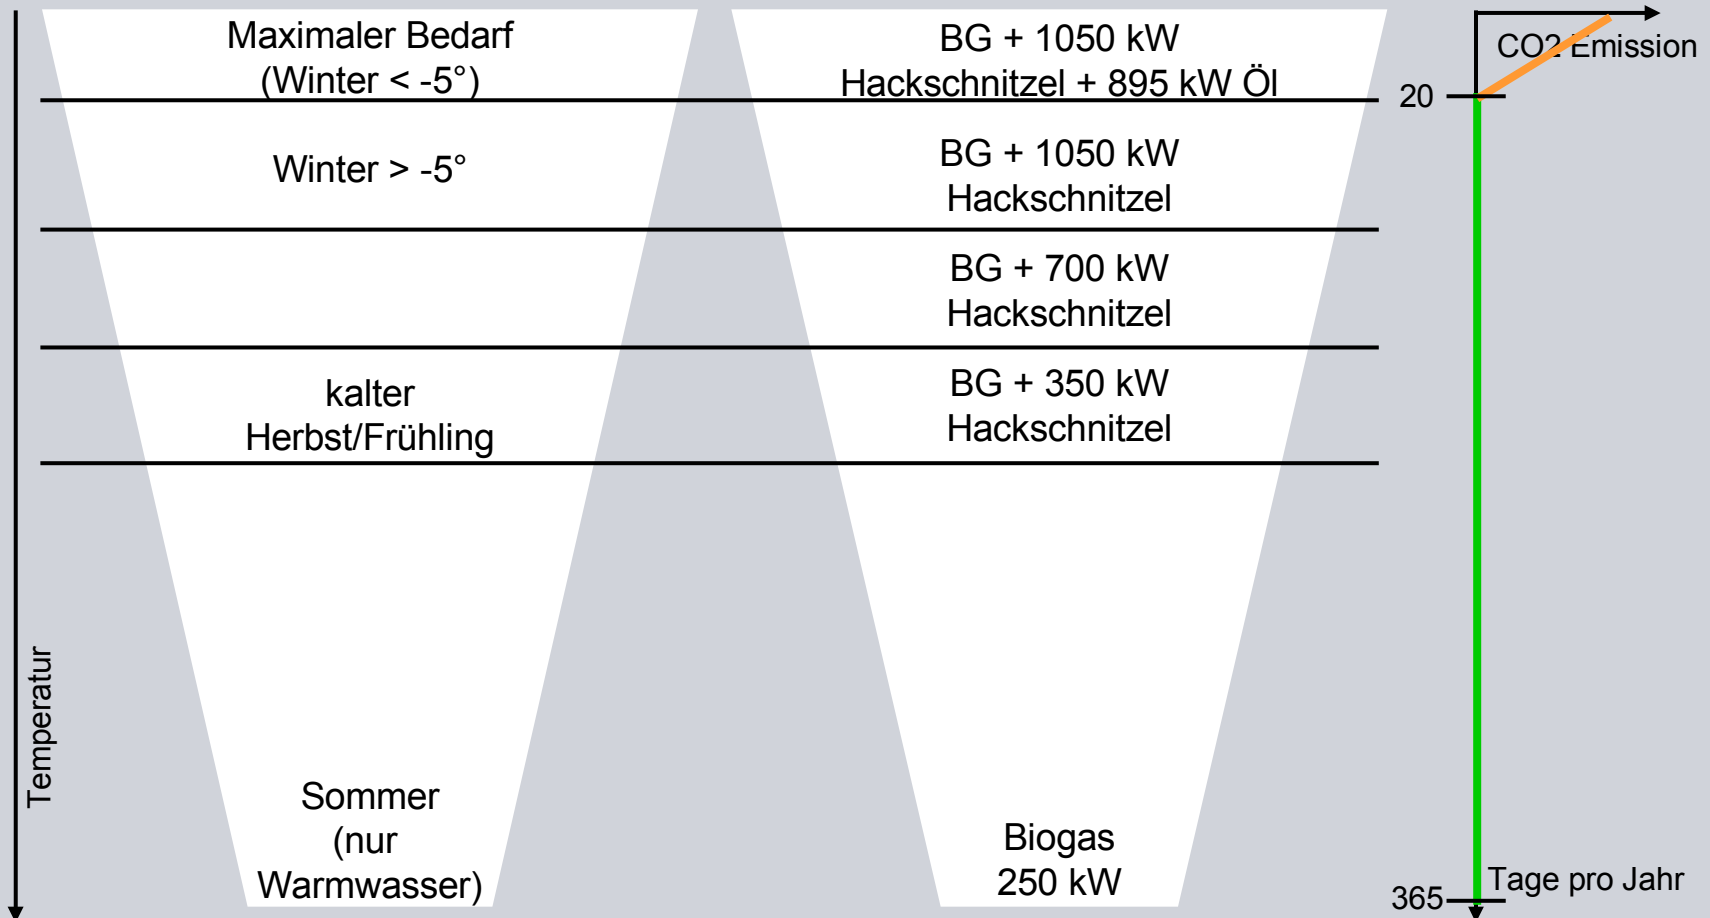 Maximaler Bedarf
(Winter < -5°)
BG + 1050 kW
Hackschnitzel + 895 kW Öl
CO2 Emission
20
Winter > -5°
BG + 1050 kW
Hackschnitzel
BG + 700 kW
Hackschnitzel
kalter
Herbst/Frühling
BG + 350 kW
Hackschnitzel
Temperatur
Sommer
(nur
Warmwasser)
Biogas
250 kW
Tage pro Jahr
365